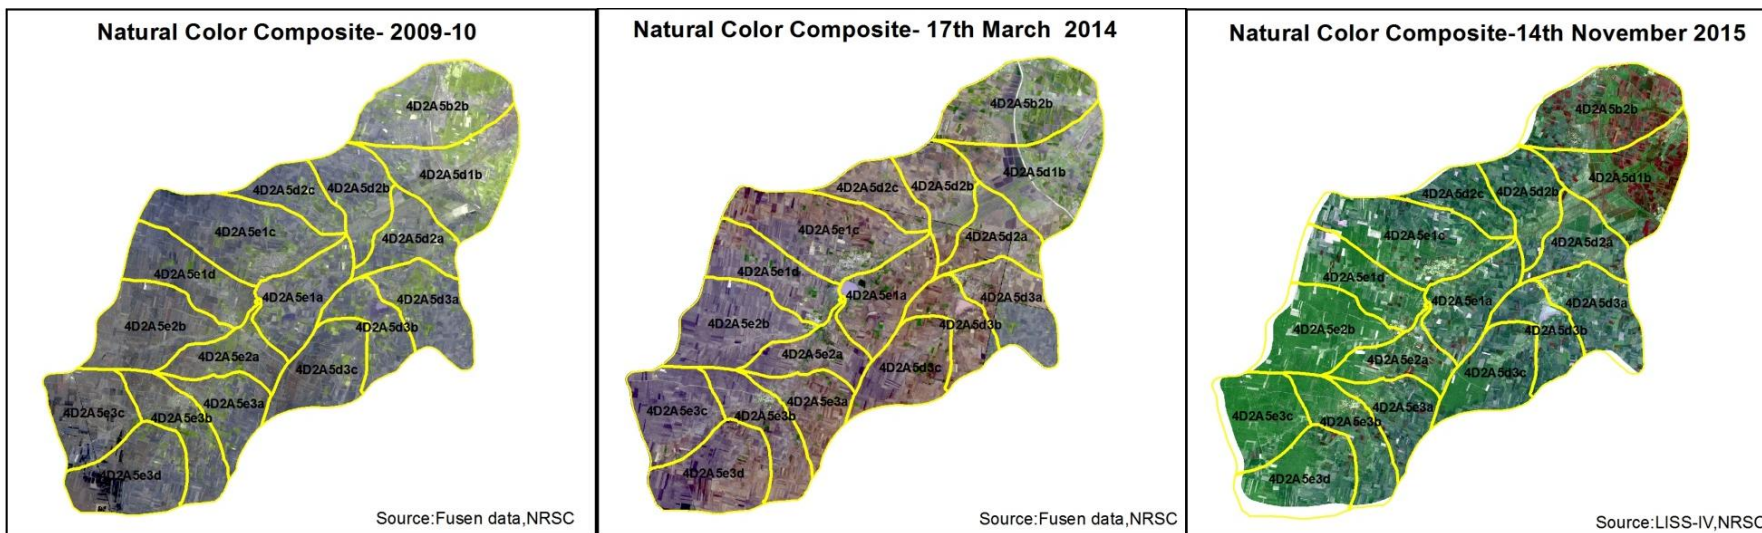 Natural Color Composite- 2009-10
4D2A5b2b
4D2A5d1b
4D2A5d2c
4D2A5d2b
4D2A5e1c
4D2A5d2a
4D2A5e1d
4D2A5e1a
4D2A5d3a
4D2A5e2b
4D2A5d3b
4D2A5e2a
4D2A5d3c
4D2A5e3a
4D2A5e3c
4D2A5e3b
4D2A5e3d
Source:Fusen data,NRSC
Natural Color Composite- 17th March 2014
4D2A5b2b
4D2A5d1b
4D2A5d2c
4D2A5d2b
4D2A5e1c
4D2A5d2a
4D2A5e1d
4D2A5e1a
4D2A5d3a
4D2A5e2b
4D2A5d3b
4D2A5e2a
4D2A5d3c
4D2A5e3a
4D2A5e3c
4D2A5e3b
4D2A5e3d
Source:Fusen data,NRSC
Natural Color Composite-14th November 2015
4D2A5b2b
4D2A5d1b
4D2A5d2c
4D2A5d2b
4D2A5e1c
4D2A5d2a
4D2A5e1d
4D2A5e1a
4D2A5d3a
4D2A5e2b
4D2A5d3b
4D2A5e2a
4D2A5d3c
4D2A5e3a
4D2A5e3c
4D2A5e3b
4D2A5e3d
Source:LISS-IV,NRSC